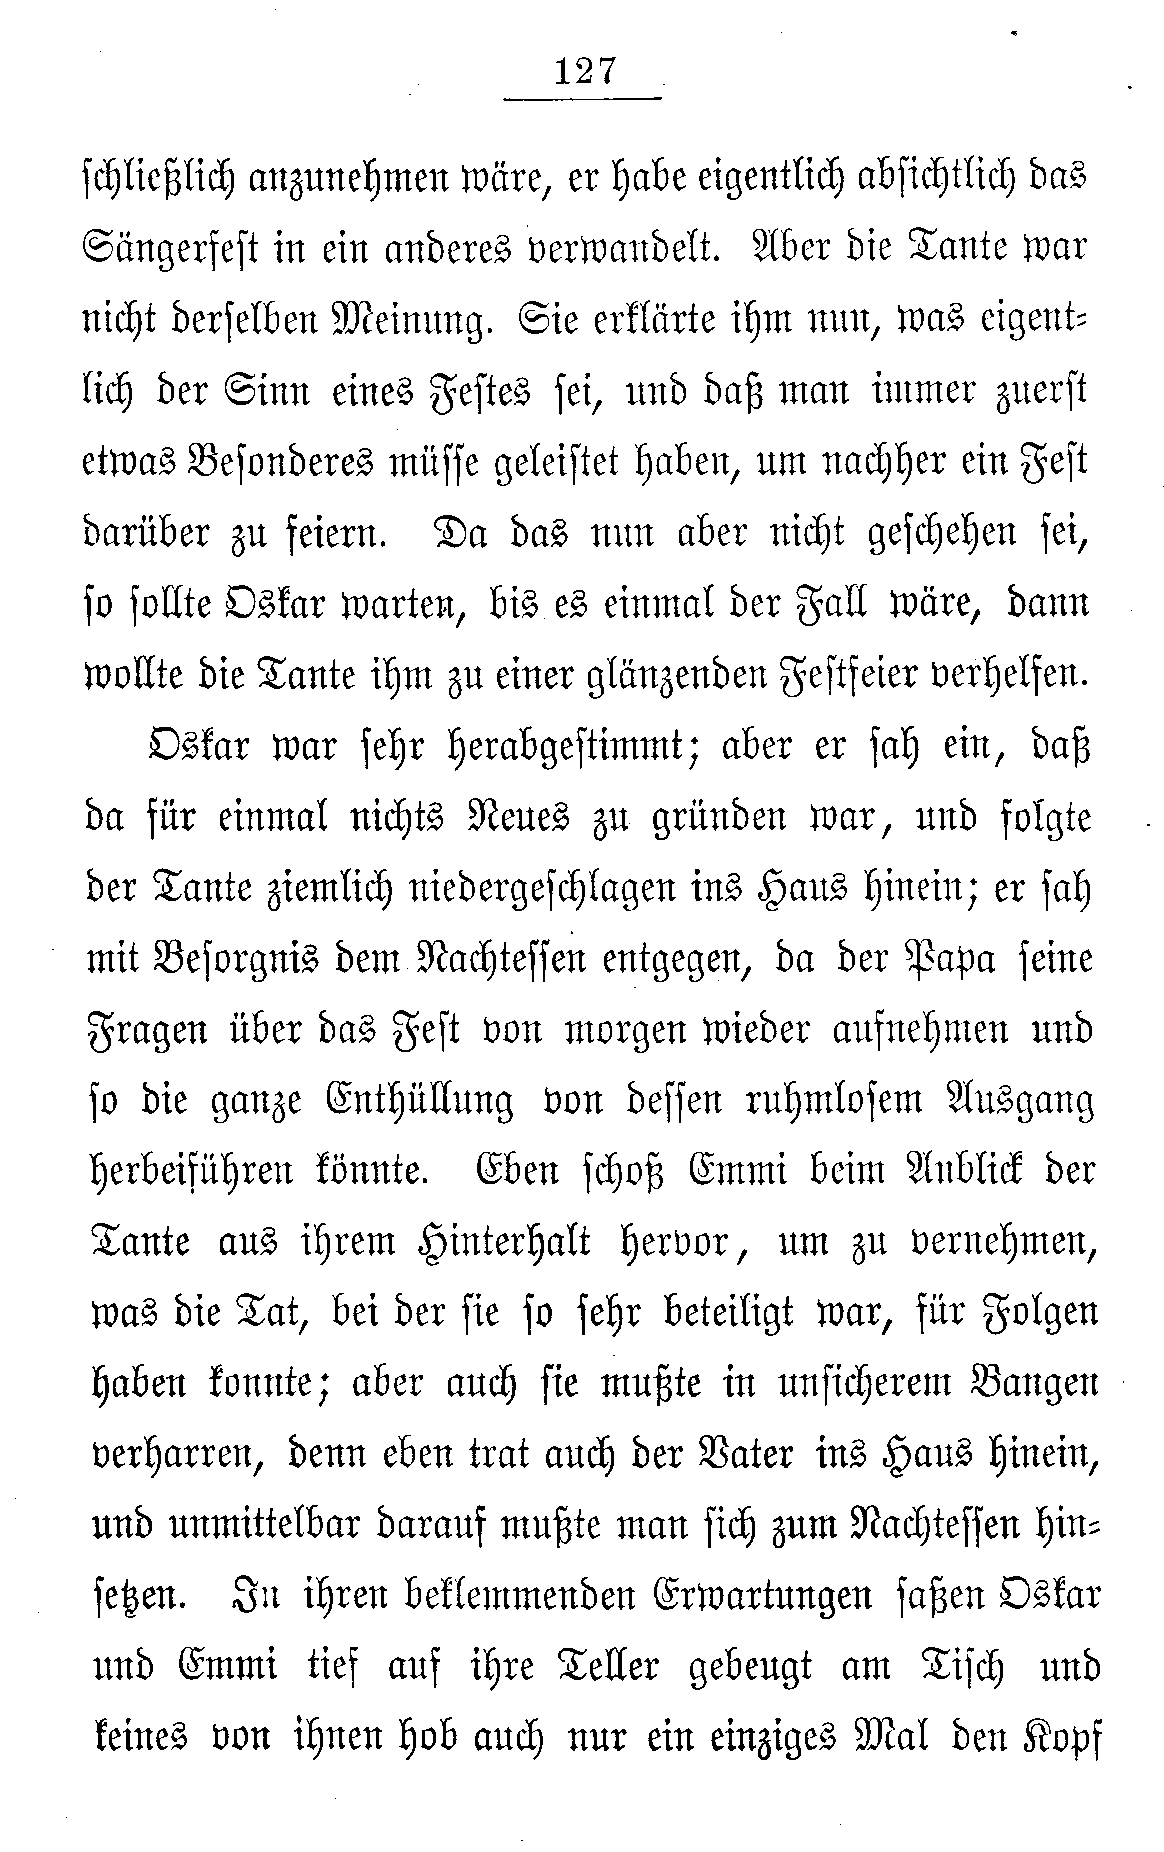 127
schließlich anzunehmen wäre, er habe eigentlich absichtlich das
Sängerfest in ein anderes verwandelt. Aber die Tante war
nicht derselben Meinung. Sie erklärte ihm nun, was eigent-
lich der Sinn eines Festes sei, und daß man immer zuerst
etwas Besonderes müsse geleistet haben, um nachher ein Fest
darüber zu feiern. Da das nun aber nicht geschehen sei,
so sollte Oskar warten, bis es einmal der Fall wäre, dann
wollte die Tante ihm zu einer glänzenden Festfeier verhelfen.
Oskar war sehr herabgestimmt; aber er sah ein, daß
da für einmal nichts Neues zu gründen war, und folgte
der Tante ziemlich niedergeschlagen ins Haus hinein; er sah
mit Besorgnis dem Nachtessen entgegen, da der Papa seine
Fragen über das Fest von morgen wieder aufnehmen und
so die ganze Enthüllung von dessen ruhmlosem Ausgang
herbeiführen könnte. Eben schoß Emmi beim Anblick der
Tante aus ihrem Hinterhalt hervor, um zu vernehmen,
was die Tat, bei der sie so sehr beteiligt war, für Folgen
haben konnte; aber auch sie mußte in unsicherem Bangen
verharren, denn eben trat auch der Vater ins Haus hinein,
und unmittelbar darauf mußte man sich zum Nachtessen hin-
setzen. In ihren beklemmenden Erwartungen saßen Oskar
und Emmi tief auf ihre Teller gebeugt am Tisch und
keines von ihnen hob auch nur ein einziges Mal den Kopf